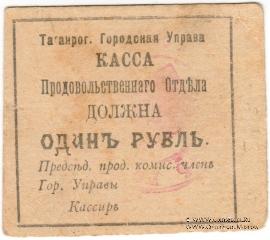 Таганрог. Городская Управа
КАССА
Продовольственнаго Отдѣла
ДОЛЖНА
ОДИНЪ РУБЛЬ.
Предсѣд. прод. комис. членъ
Гор. Управы
Кассиръ